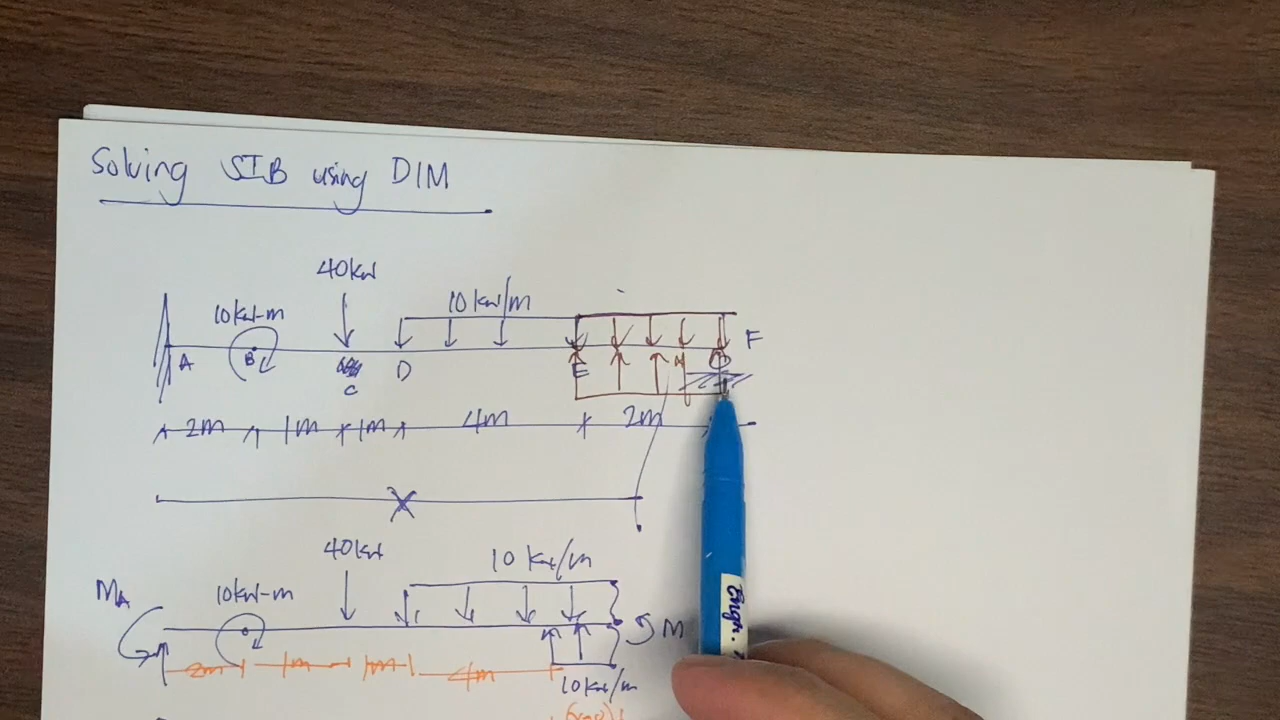 Solving SIB using DIM
40kN
10kN-m
10kN/m
A B C D E F
2m 1m 1m 4m 2m
40kN
10kN/m
MA 10kN-m M
2m 1m 1m 4m
10kN/m
Engr.